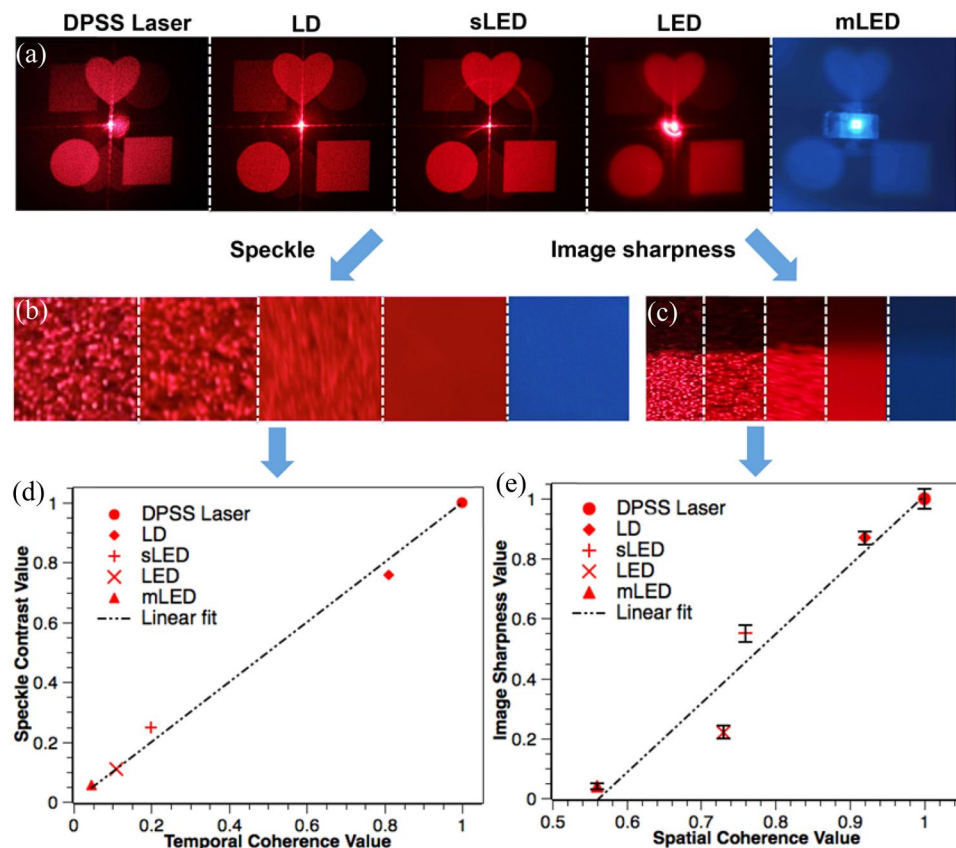 DPSS Laser LD sLED LED mLED
(a)
Speckle Image sharpness
(b) (c)
(d)
1
0.8
0.6
0.4
0.2
0
Speckle Contrast Value
DPSS Laser
LD
sLED
LED
mLED
Linear fit
0 0.2 0.4 0.6 0.8 1
Temporal Coherence Value
(e)
1
0.8
0.6
0.4
0.2
0
Image Sharpness Value
DPSS Laser
LD
sLED
LED
mLED
Linear fit
0.5 0.6 0.7 0.8 0.9 1
Spatial Coherence Value